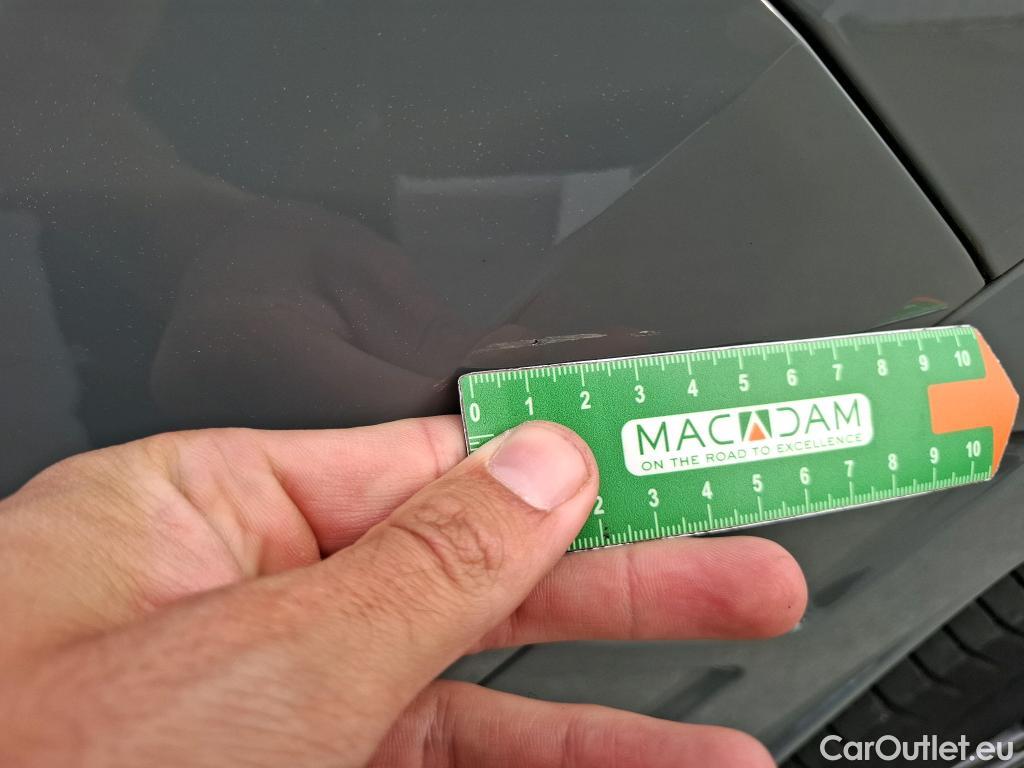 0 1 2 3 4 5 6 7 8 9 10
MACADAM
ON THE ROAD TO EXCELLENCE
2 3 4 5 6 7 8 9 10
CarOutlet.eu